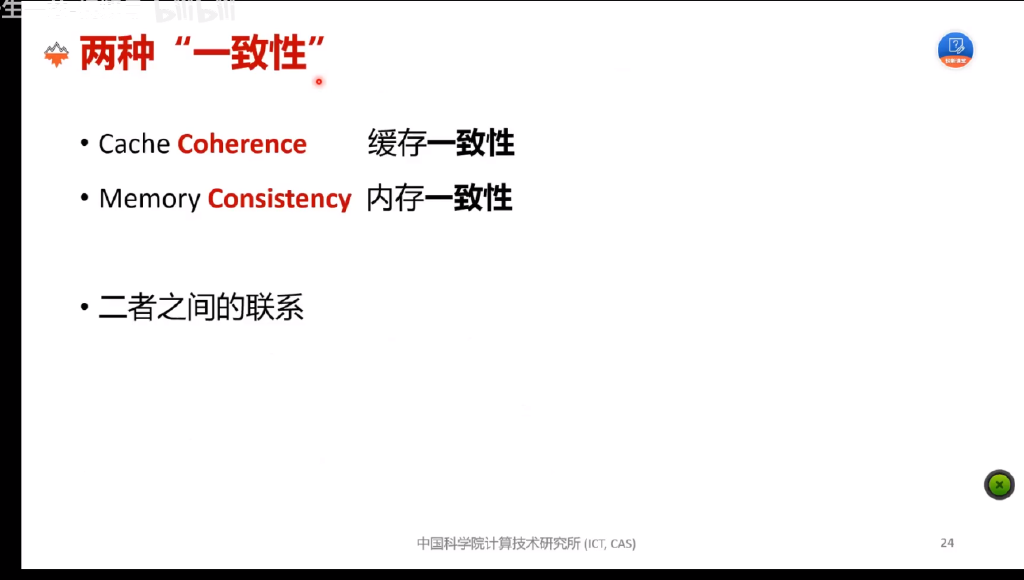 两种“一致性”
• Cache Coherence 缓存一致性
• Memory Consistency 内存一致性
• 二者之间的联系
中国科学院计算技术研究所 (ICT, CAS)
24